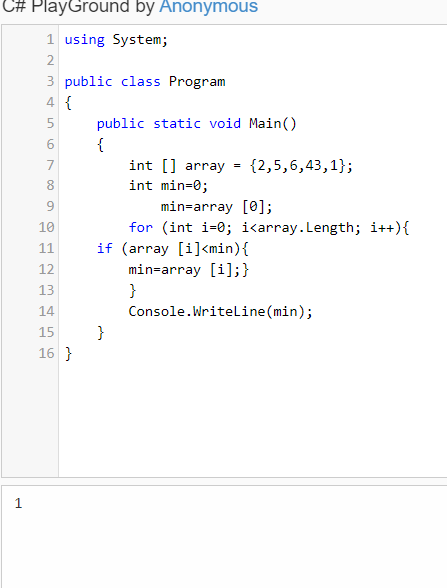 C# PlayGround by Anonymous
1 using System;
2
3 public class Program
4 {
5     public static void Main()
6     {
7         int [] array = {2,5,6,43,1};
8         int min=0;
9             min=array [0];
10         for (int i=0; i<array.Length; i++){
11     if (array [i]<min){
12         min=array [i];}
13         }
14         Console.WriteLine(min);
15     }
16 }
1